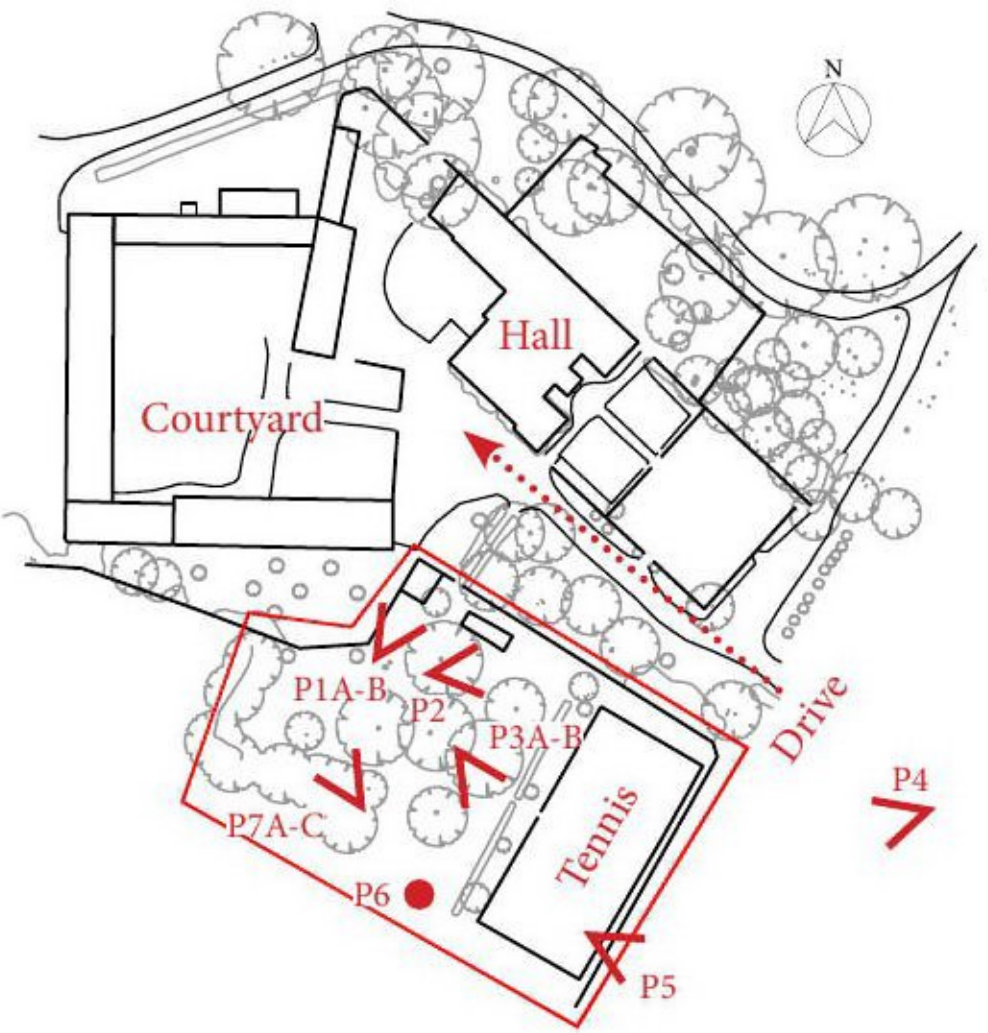 N
Hall
Courtyard
P1A-B
P2
P3A-B
Drive
P4
P7A-C
Tennis
P6
P5